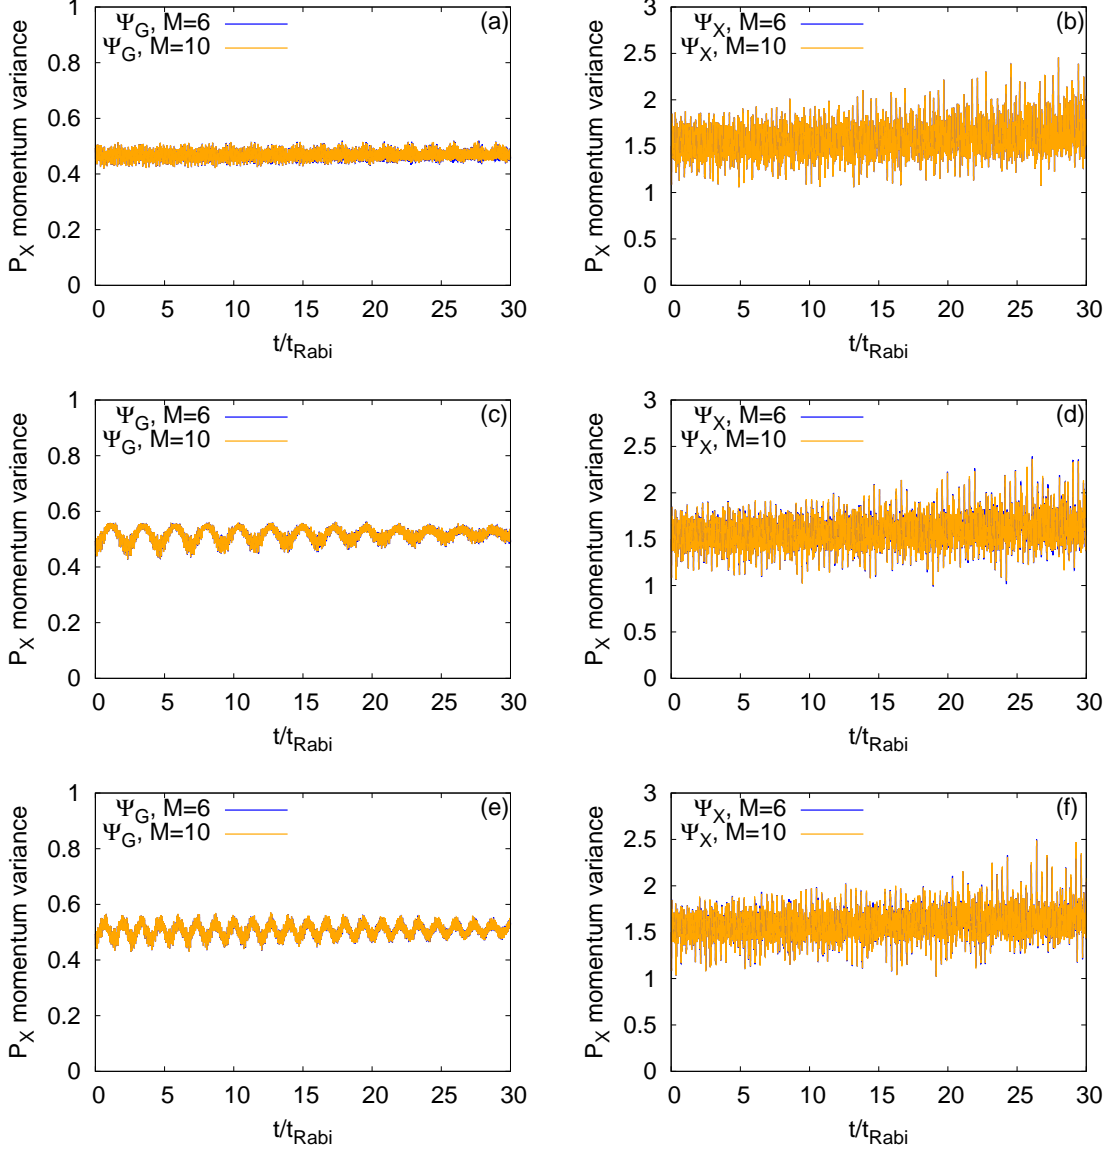 P_X momentum variance
1
0.8
0.6
0.4
0.2
0
Ψ_G, M=6
Ψ_G, M=10
(a)
0 5 10 15 20 25 30
t/t_Rabi
P_X momentum variance
3
2.5
2
1.5
1
0.5
0
Ψ_X, M=6
Ψ_X, M=10
(b)
0 5 10 15 20 25 30
t/t_Rabi
P_X momentum variance
1
0.8
0.6
0.4
0.2
0
Ψ_G, M=6
Ψ_G, M=10
(c)
0 5 10 15 20 25 30
t/t_Rabi
P_X momentum variance
3
2.5
2
1.5
1
0.5
0
Ψ_X, M=6
Ψ_X, M=10
(d)
0 5 10 15 20 25 30
t/t_Rabi
P_X momentum variance
1
0.8
0.6
0.4
0.2
0
Ψ_G, M=6
Ψ_G, M=10
(e)
0 5 10 15 20 25 30
t/t_Rabi
P_X momentum variance
3
2.5
2
1.5
1
0.5
0
Ψ_X, M=6
Ψ_X, M=10
(f)
0 5 10 15 20 25 30
t/t_Rabi